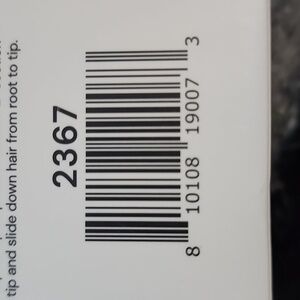 tip and slide down hair from root to tip.
2367
8 10108 19007 3